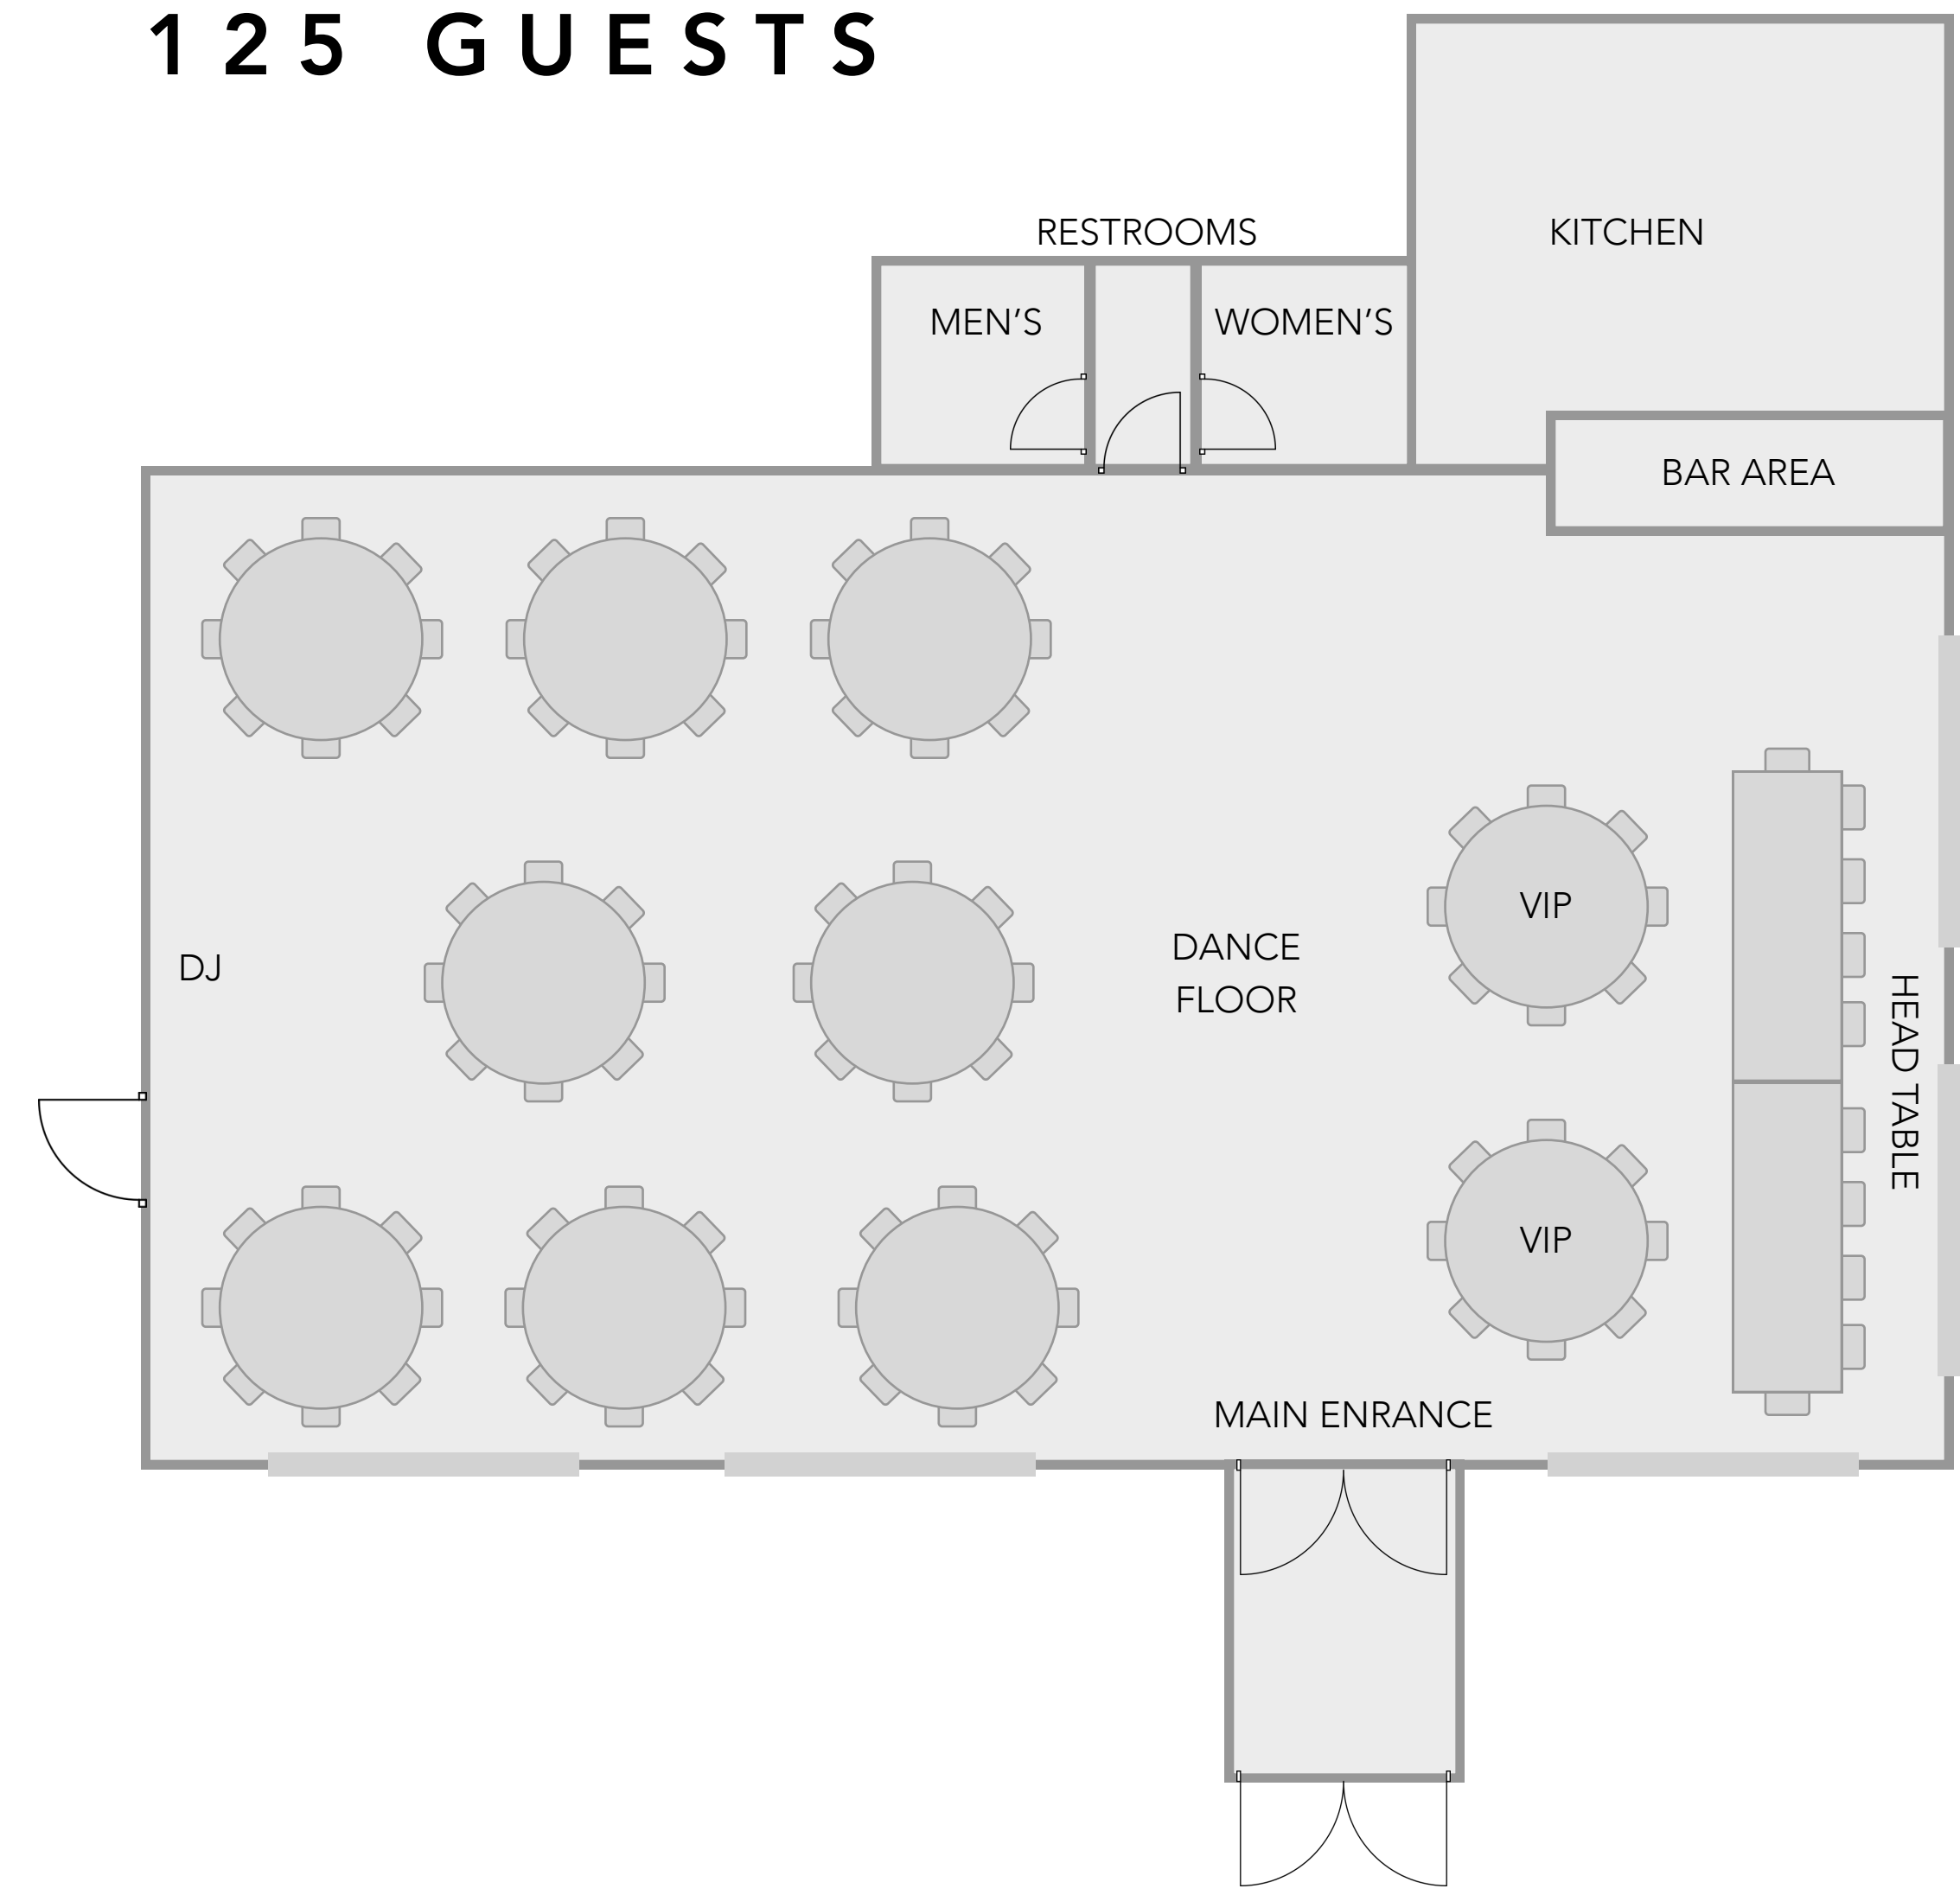 125 GUESTS
RESTROOMS
KITCHEN
MEN’S
WOMEN’S
BAR AREA
VIP
DJ
DANCE
FLOOR
HEAD TABLE
VIP
MAIN ENRANCE